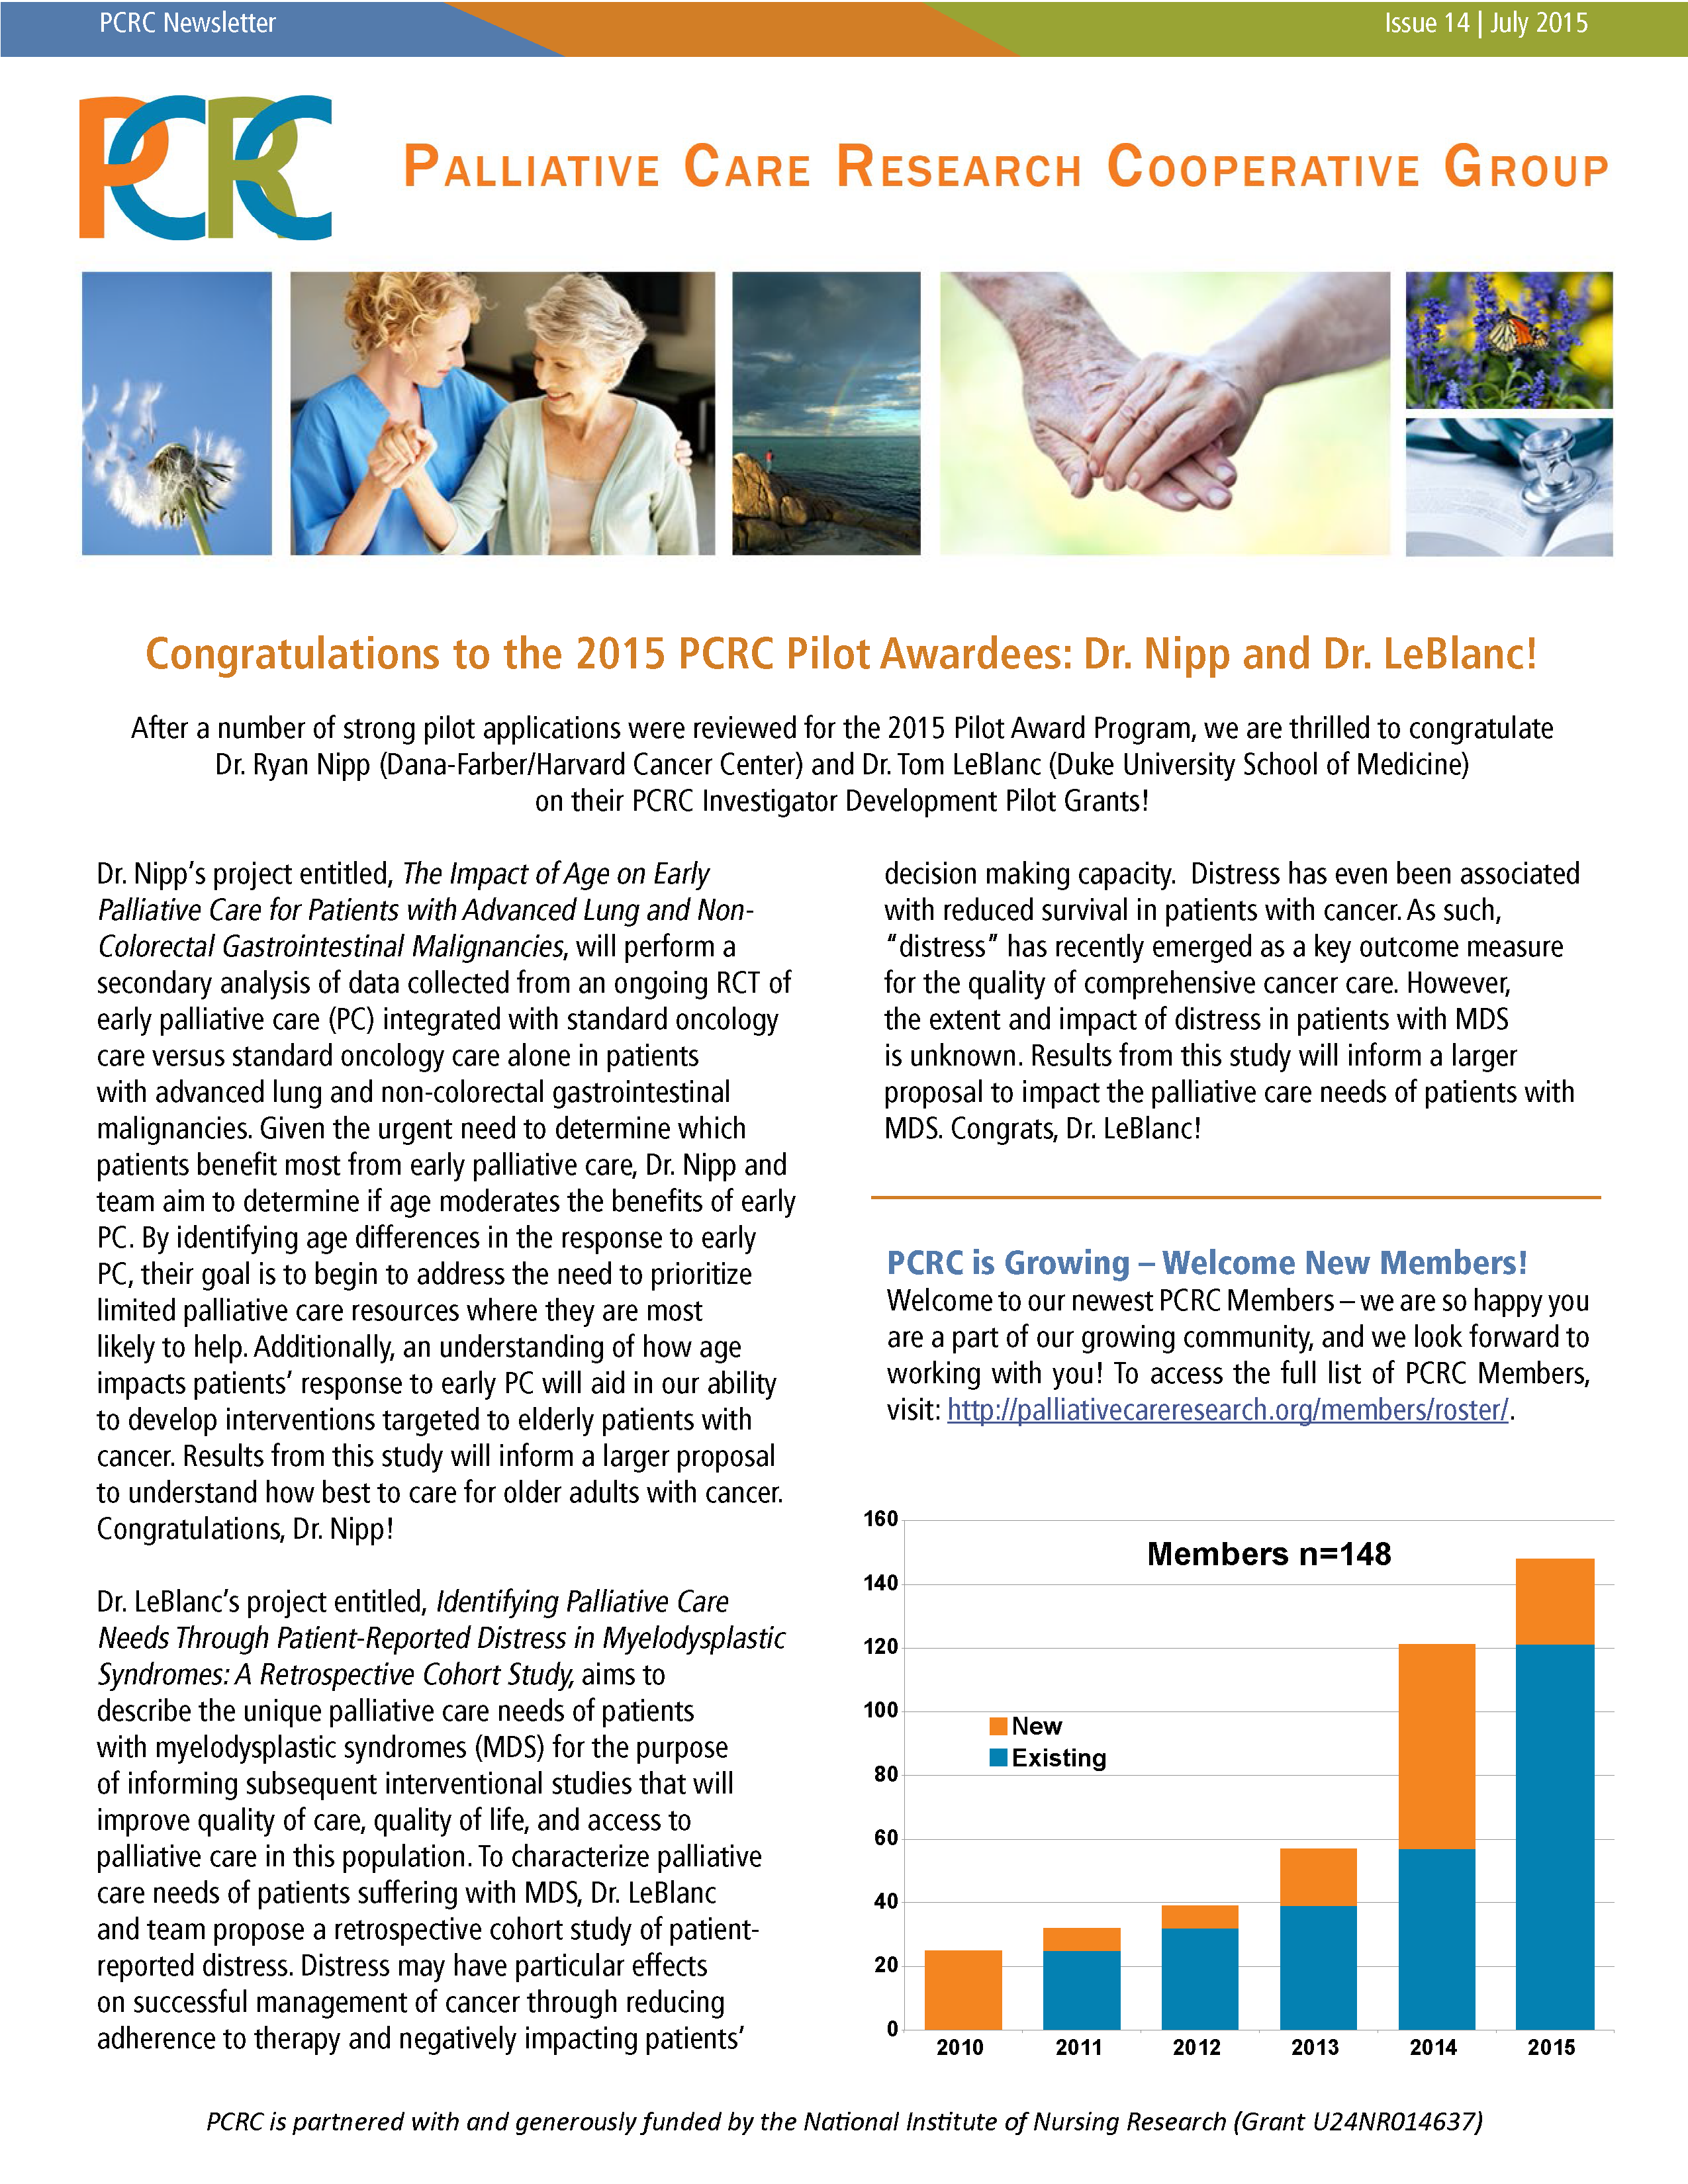 PCRC Newsletter
Issue 14 | July 2015
PCRC
PALLIATIVE CARE RESEARCH COOPERATIVE GROUP
Congratulations to the 2015 PCRC Pilot Awardees: Dr. Nipp and Dr. LeBlanc!
After a number of strong pilot applications were reviewed for the 2015 Pilot Award Program, we are thrilled to congratulate
Dr. Ryan Nipp (Dana-Farber/Harvard Cancer Center) and Dr. Tom LeBlanc (Duke University School of Medicine)
on their PCRC Investigator Development Pilot Grants!
Dr. Nipp's project entitled, The Impact of Age on Early
Palliative Care for Patients with Advanced Lung and Non-
Colorectal Gastrointestinal Malignancies, will perform a
secondary analysis of data collected from an ongoing RCT of
early palliative care (PC) integrated with standard oncology
care versus standard oncology care alone in patients
with advanced lung and non-colorectal gastrointestinal
malignancies. Given the urgent need to determine which
patients benefit most from early palliative care, Dr. Nipp and
team aim to determine if age moderates the benefits of early
PC. By identifying age differences in the response to early
PC, their goal is to begin to address the need to prioritize
limited palliative care resources where they are most
likely to help. Additionally, an understanding of how age
impacts patients' response to early PC will aid in our ability
to develop interventions targeted to elderly patients with
cancer. Results from this study will inform a larger proposal
to understand how best to care for older adults with cancer.
Congratulations, Dr. Nipp!
Dr. LeBlanc's project entitled, Identifying Palliative Care
Needs Through Patient-Reported Distress in Myelodysplastic
Syndromes: A Retrospective Cohort Study, aims to
describe the unique palliative care needs of patients
with myelodysplastic syndromes (MDS) for the purpose
of informing subsequent interventional studies that will
improve quality of care, quality of life, and access to
palliative care in this population. To characterize palliative
care needs of patients suffering with MDS, Dr. LeBlanc
and team propose a retrospective cohort study of patient-
reported distress. Distress may have particular effects
on successful management of cancer through reducing
adherence to therapy and negatively impacting patients'
decision making capacity.  Distress has even been associated
with reduced survival in patients with cancer. As such,
"distress" has recently emerged as a key outcome measure
for the quality of comprehensive cancer care. However,
the extent and impact of distress in patients with MDS
is unknown. Results from this study will inform a larger
proposal to impact the palliative care needs of patients with
MDS. Congrats, Dr. LeBlanc!
PCRC is Growing – Welcome New Members!
Welcome to our newest PCRC Members – we are so happy you
are a part of our growing community, and we look forward to
working with you! To access the full list of PCRC Members,
visit: http://palliativecareresearch.org/members/roster/.
Members n=148
160
140
120
100
80
60
40
20
0
New
Existing
2010 2011 2012 2013 2014 2015
PCRC is partnered with and generously funded by the National Institute of Nursing Research (Grant U24NR014637)